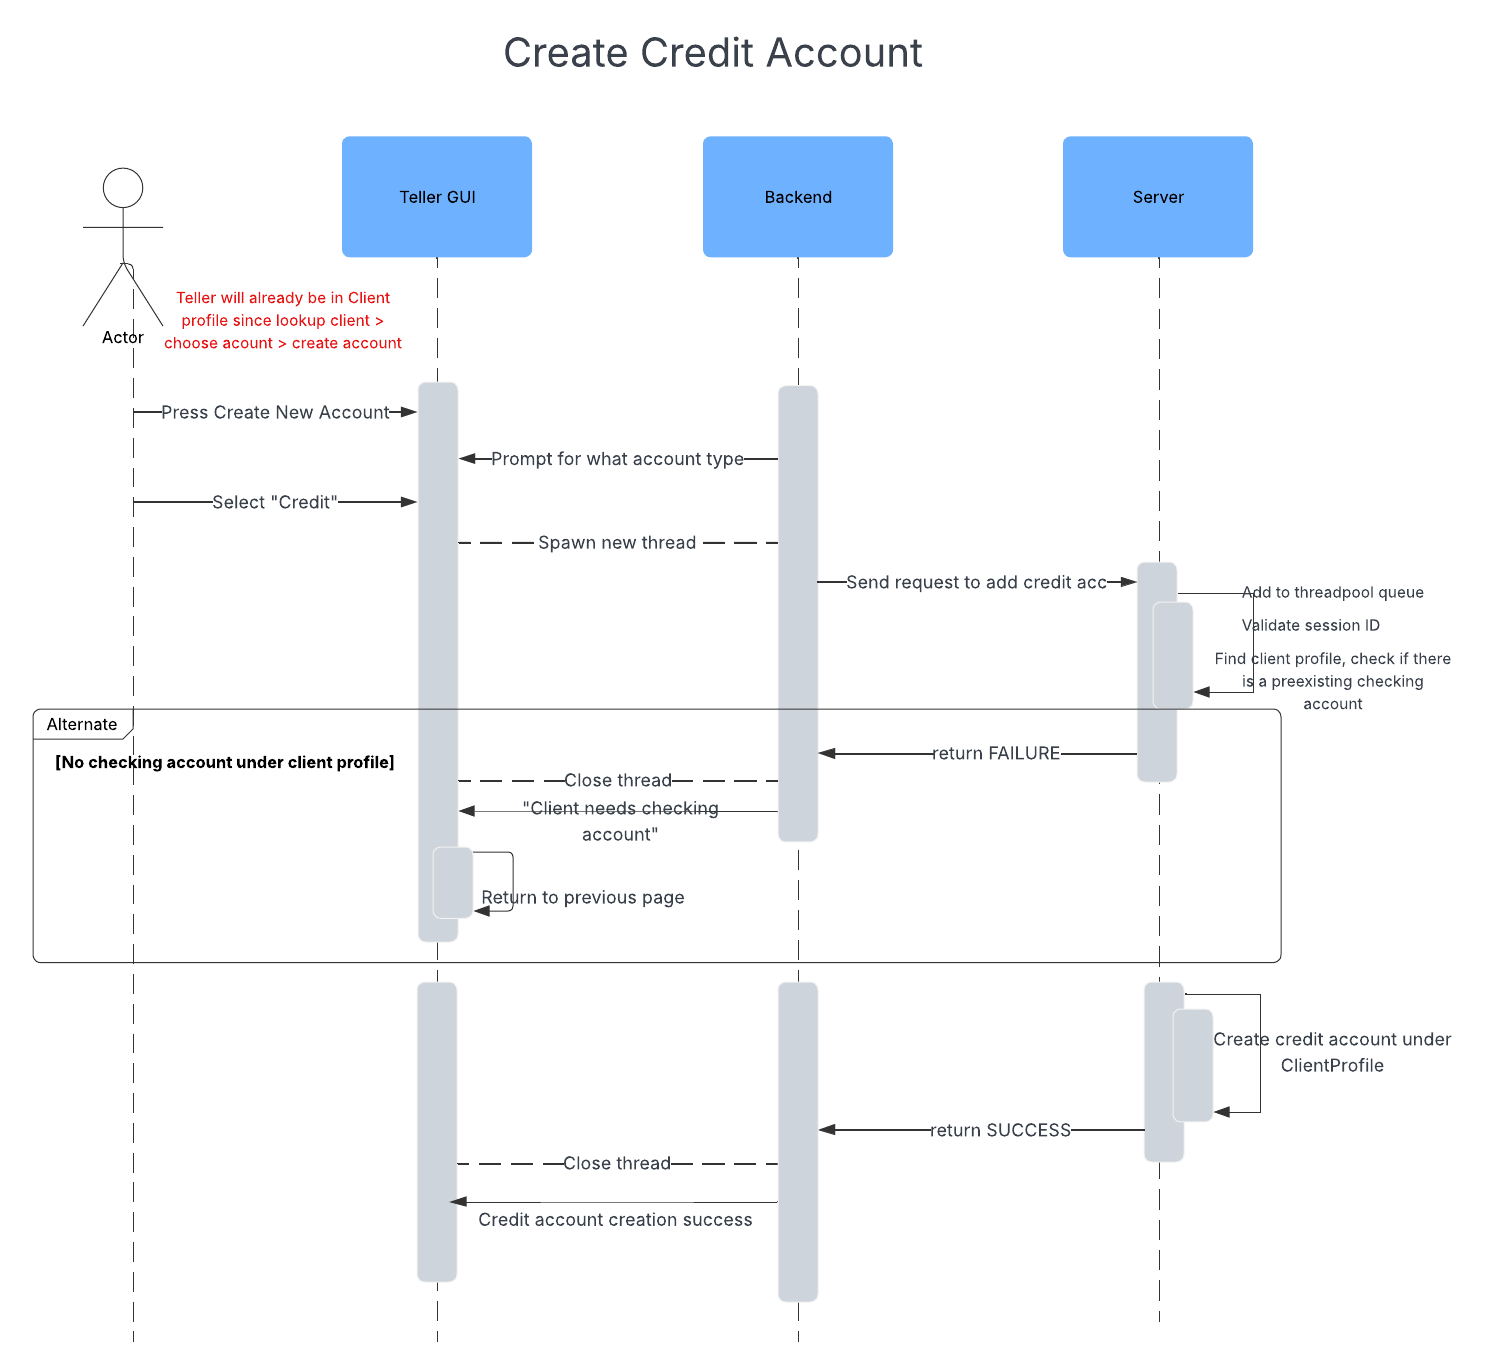 Create Credit Account
Teller GUI
Backend
Server
Actor
Teller will already be in Client
profile since lookup client >
choose acount > create account
Press Create New Account
Prompt for what account type
Select "Credit"
Spawn new thread
Send request to add credit acc
Add to threadpool queue
Validate session ID
Find client profile, check if there
is a preexisting checking
account
Alternate
[No checking account under client profile]
return FAILURE
Close thread
"Client needs checking
account"
Return to previous page
Create credit account under
ClientProfile
return SUCCESS
Close thread
Credit account creation success